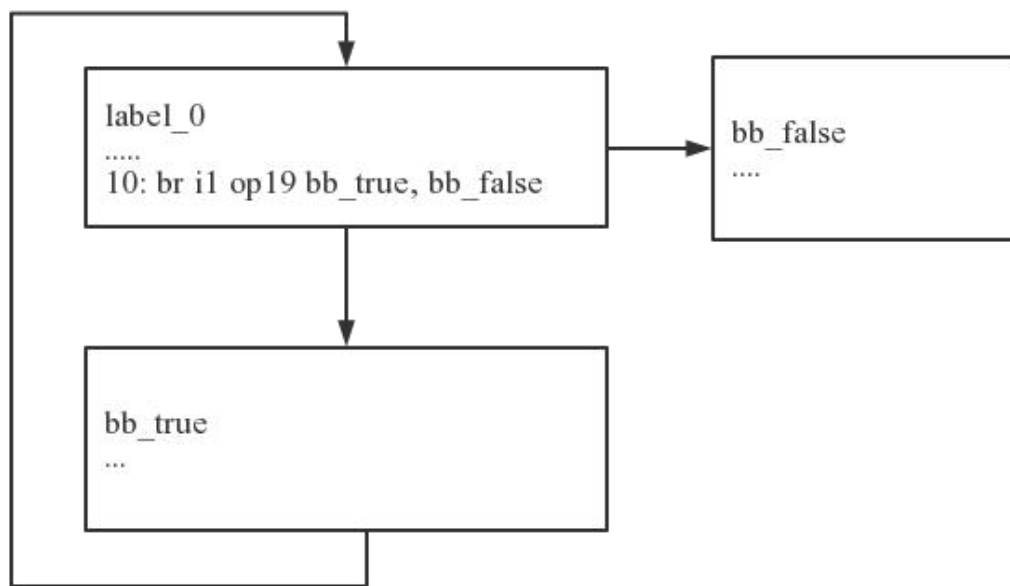 label_0
.....
10: br i1 op19 bb_true, bb_false
bb_false
....
bb_true
...